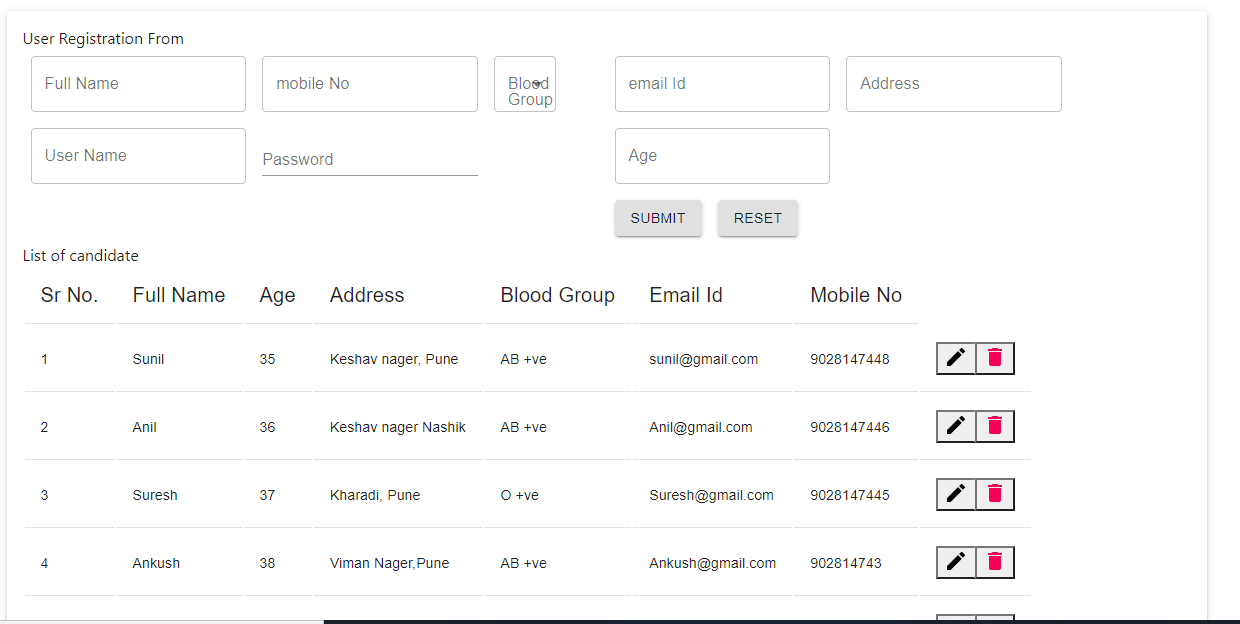 User Registration From
Full Name mobile No Blood Group email Id Address
User Name Password Age
SUBMIT RESET
List of candidate
Sr No. Full Name Age Address Blood Group Email Id Mobile No
1 Sunil 35 Keshav nager, Pune AB +ve sunil@gmail.com 9028147448
2 Anil 36 Keshav nager Nashik AB +ve Anil@gmail.com 9028147446
3 Suresh 37 Kharadi, Pune O +ve Suresh@gmail.com 9028147445
4 Ankush 38 Viman Nager,Pune AB +ve Ankush@gmail.com 902814743